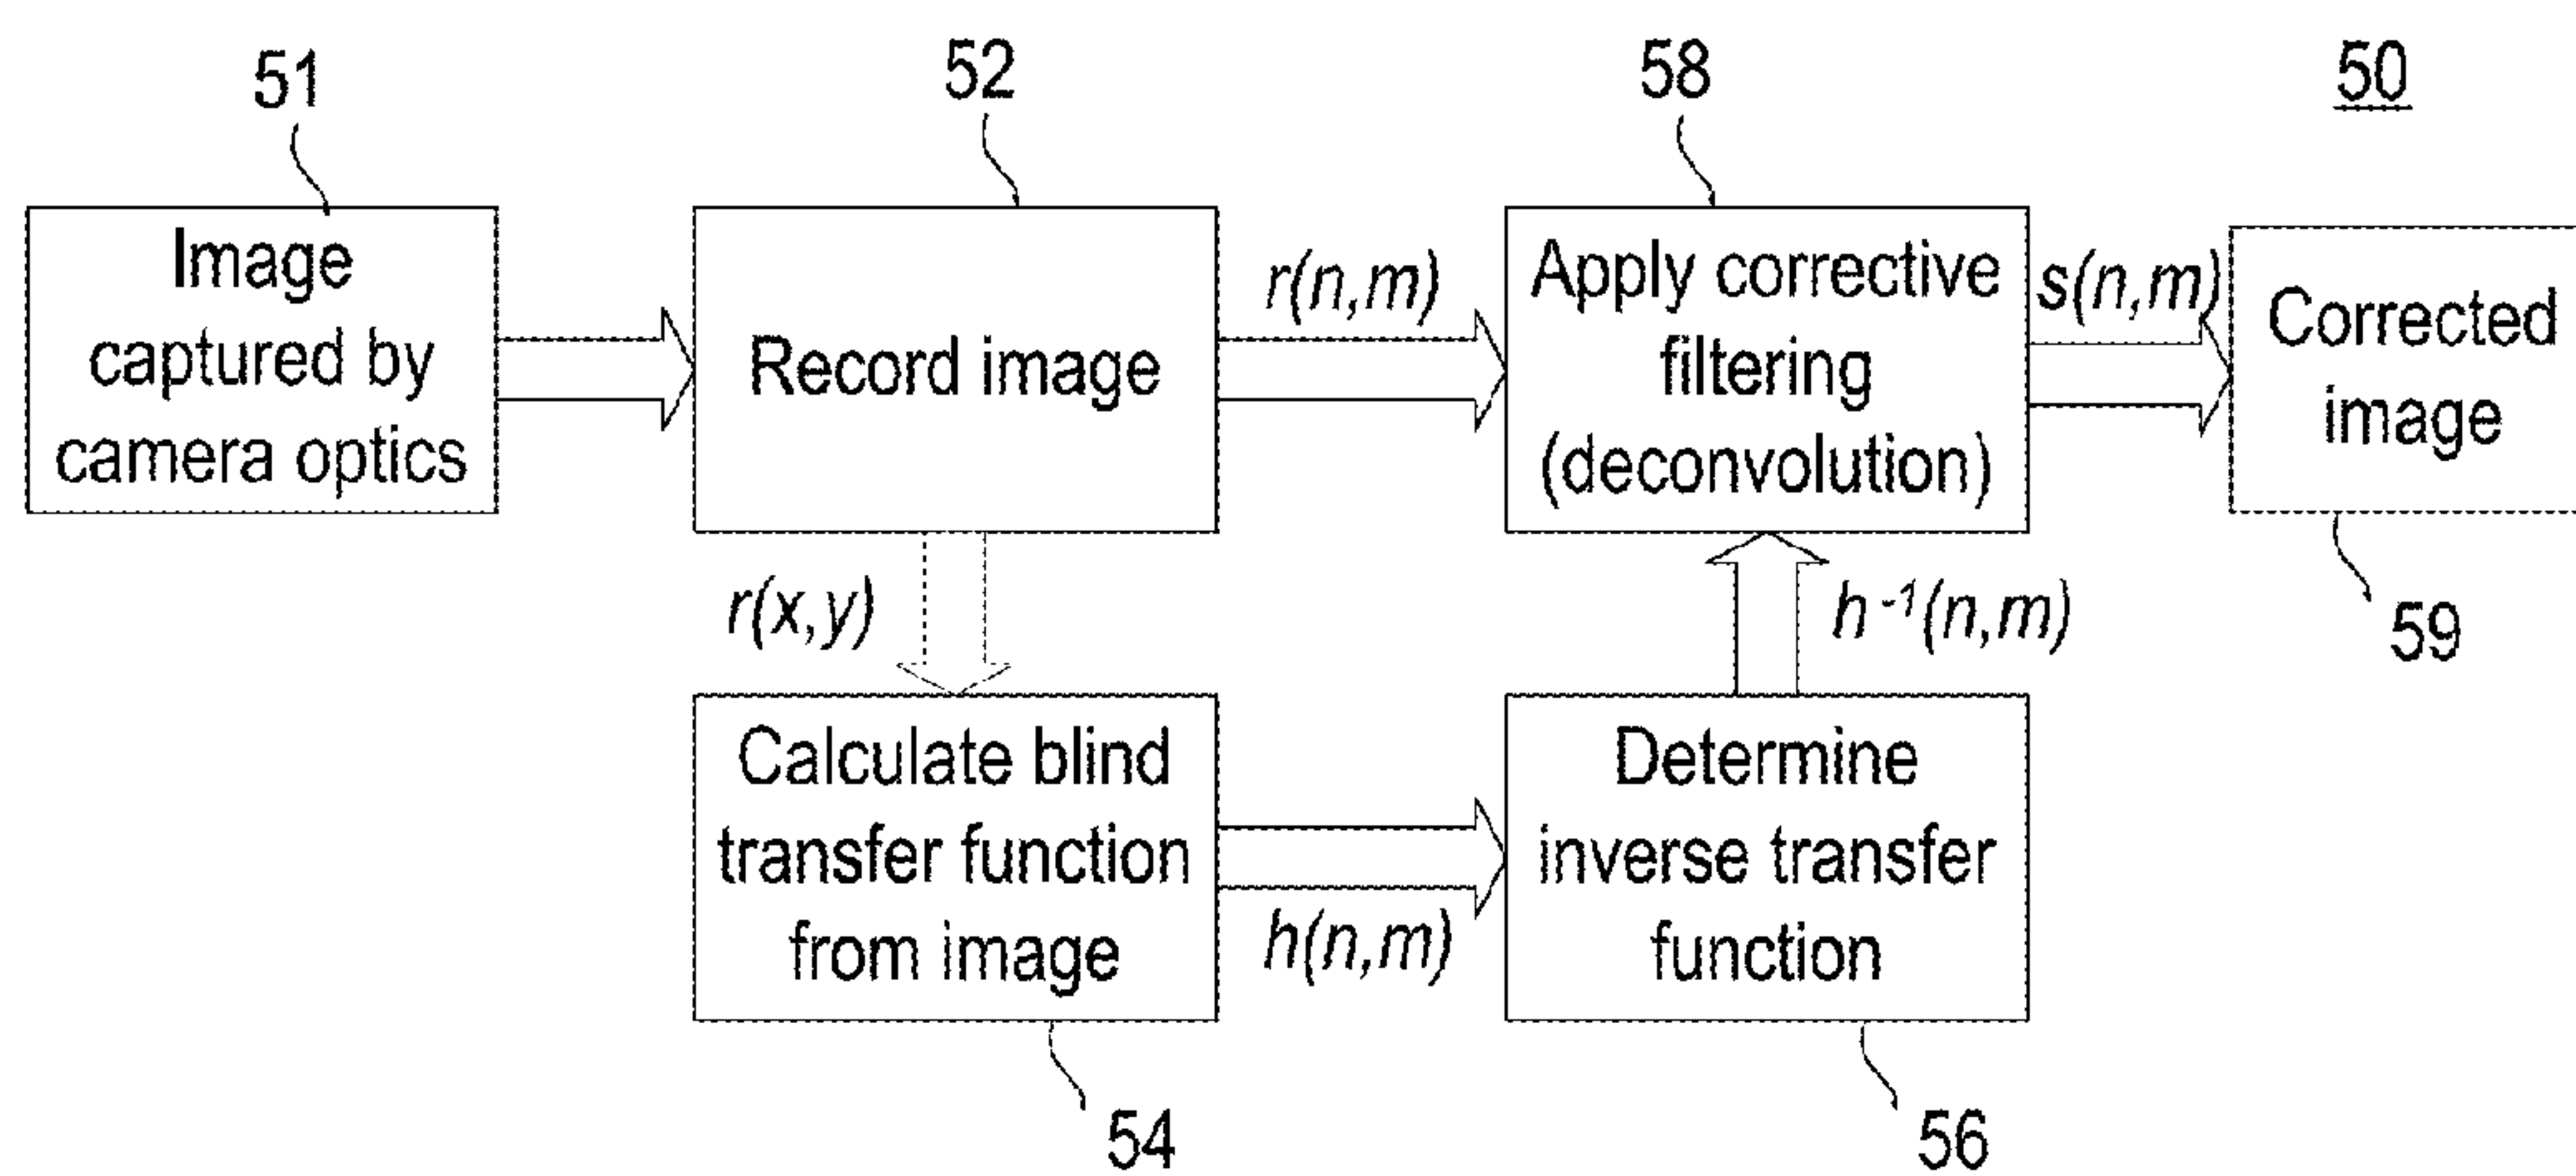 51
52
58
50
Image
captured by
camera optics
Record image
r(n,m)
Apply corrective
filtering
(deconvolution)
s(n,m)
Corrected
image
r(x,y)
h⁻¹(n,m)
59
Calculate blind
transfer function
from image
h(n,m)
Determine
inverse transfer
function
54
56